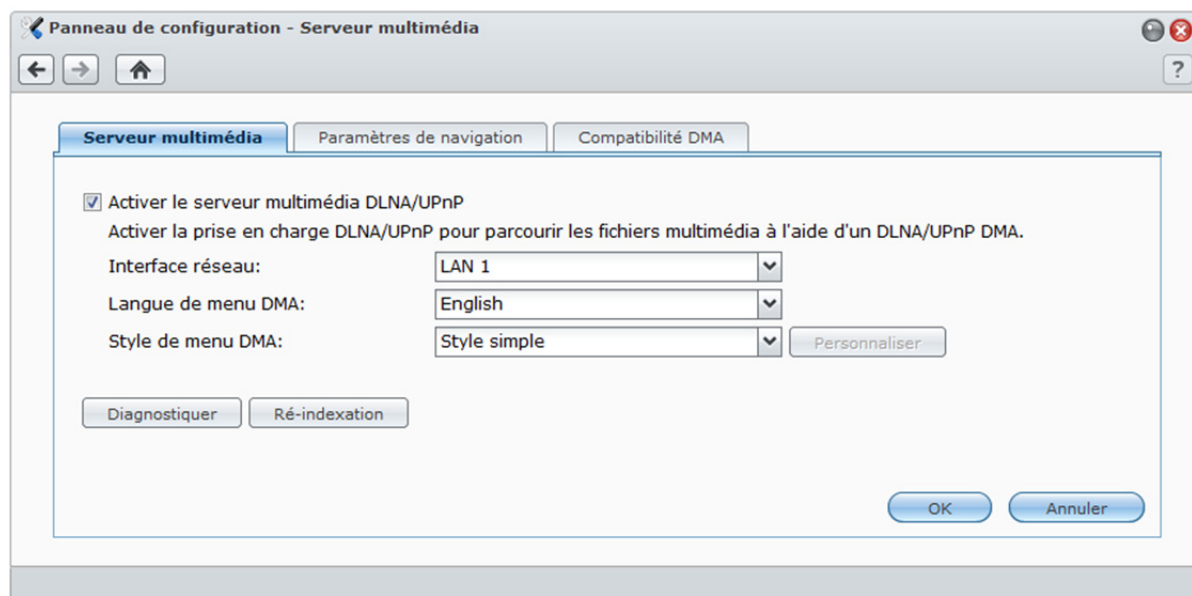 Panneau de configuration - Serveur multimédia
?
Serveur multimédia Paramètres de navigation Compatibilité DMA
Activer le serveur multimédia DLNA/UPnP
Activer la prise en charge DLNA/UPnP pour parcourir les fichiers multimédia à l'aide d'un DLNA/UPnP DMA.
Interface réseau: LAN 1
Langue de menu DMA: English
Style de menu DMA: Style simple Personnaliser
Diagnostiquer Ré-indexation
OK Annuler